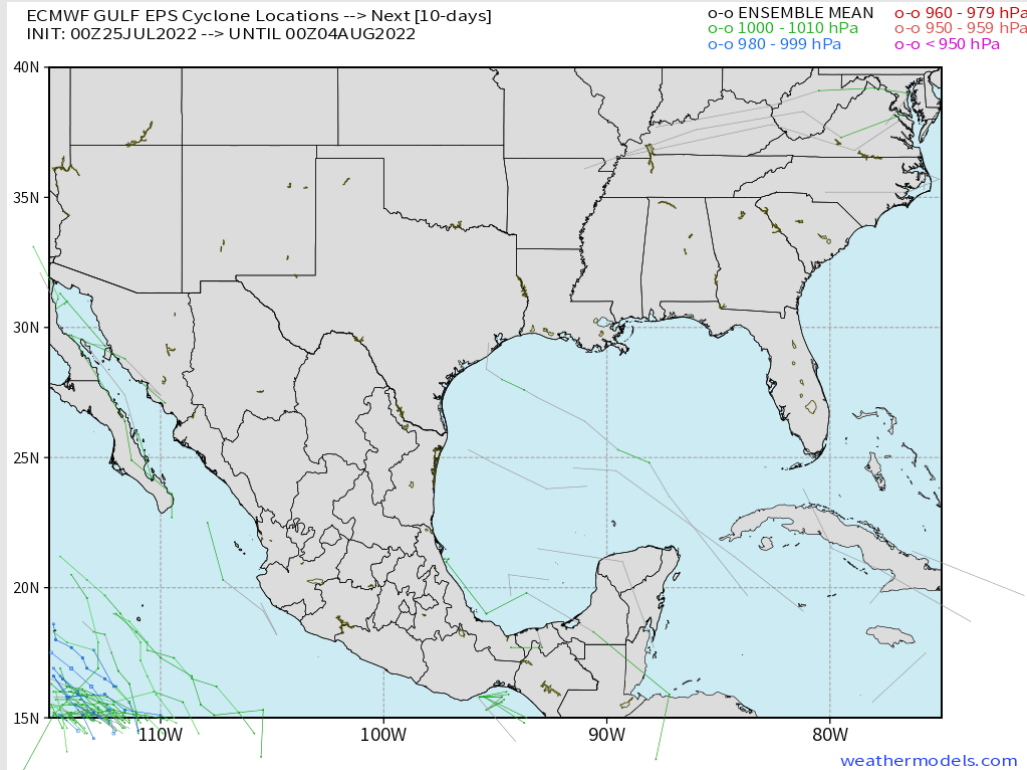 ECMWF GULF EPS Cyclone Locations --> Next [10-days]
INIT: 00Z25JUL2022 --> UNTIL 00Z04AUG2022
o-o ENSEMBLE MEAN
o-o 1000 - 1010 hPa
o-o 980 - 999 hPa
o-o 960 - 979 hPa
o-o 950 - 959 hPa
o-o < 950 hPa
40N
35N
30N
25N
20N
15N
110W 100W 90W 80W
weathermodels.com